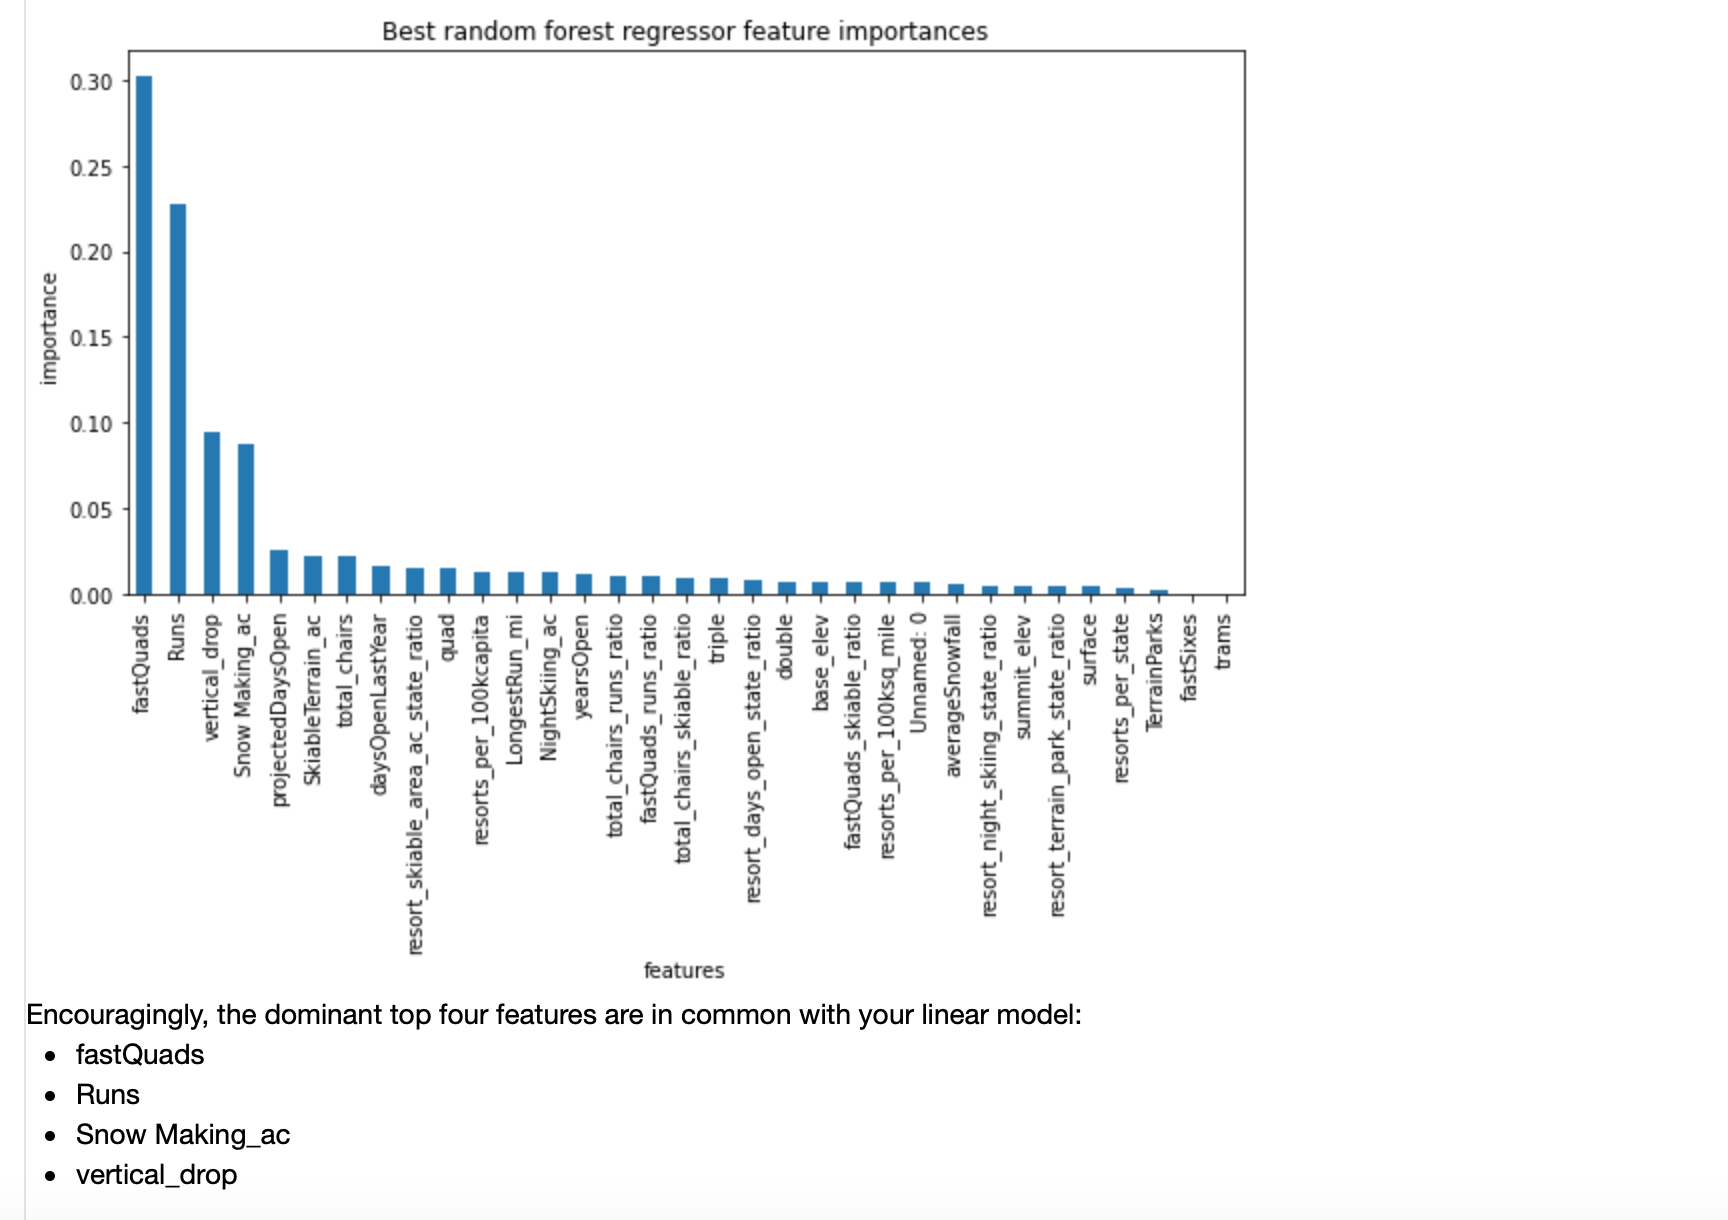 Best random forest regressor feature importances
0.30
0.25
0.20
0.15
0.10
0.05
0.00
importance
fastQuads
Runs
vertical_drop
Snow Making_ac
projectedDaysOpen
SkiableTerrain_ac
total_chairs
daysOpenLastYear
resort_skiable_area_ac_state_ratio
quad
resorts_per_100kcapita
LongestRun_mi
NightSkiing_ac
yearsOpen
total_chairs_runs_ratio
fastQuads_runs_ratio
total_chairs_skiable_ratio
triple
resort_days_open_state_ratio
double
base_elev
fastQuads_skiable_ratio
resorts_per_100ksq_mile
Unnamed: 0
averageSnowfall
resort_night_skiing_state_ratio
summit_elev
resort_terrain_park_state_ratio
surface
resorts_per_state
TerrainParks
fastSixes
trams
features
Encouragingly, the dominant top four features are in common with your linear model:
• fastQuads
• Runs
• Snow Making_ac
• vertical_drop